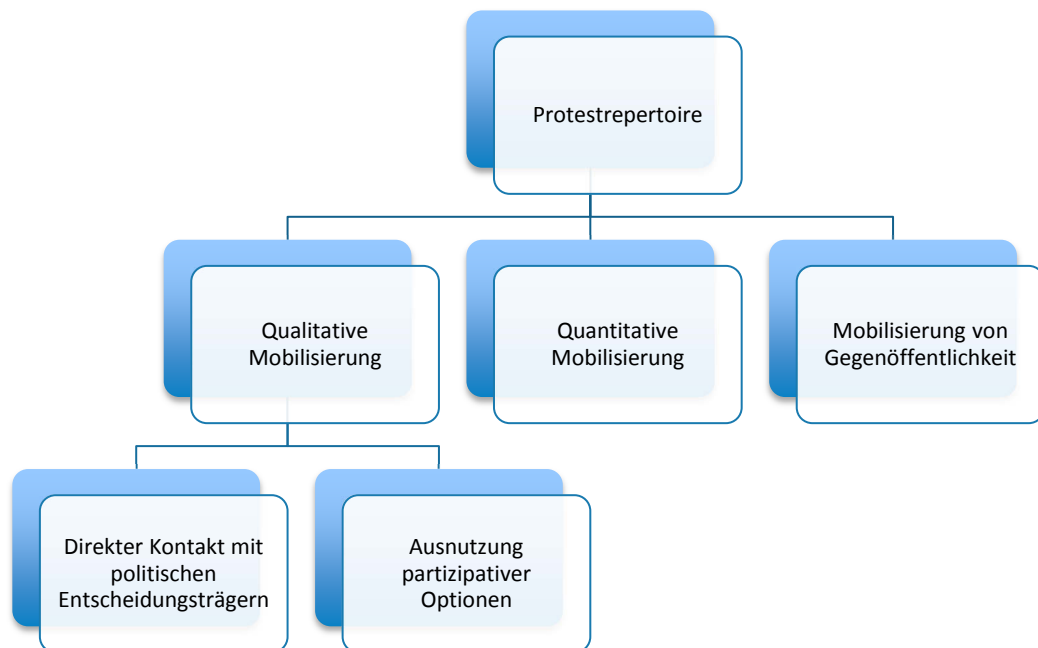 Protestrepertoire
Qualitative
Mobilisierung
Quantitative
Mobilisierung
Mobilisierung von
Gegenöffentlichkeit
Direkter Kontakt mit
politischen
Entscheidungsträgern
Ausnutzung
partizipativer
Optionen